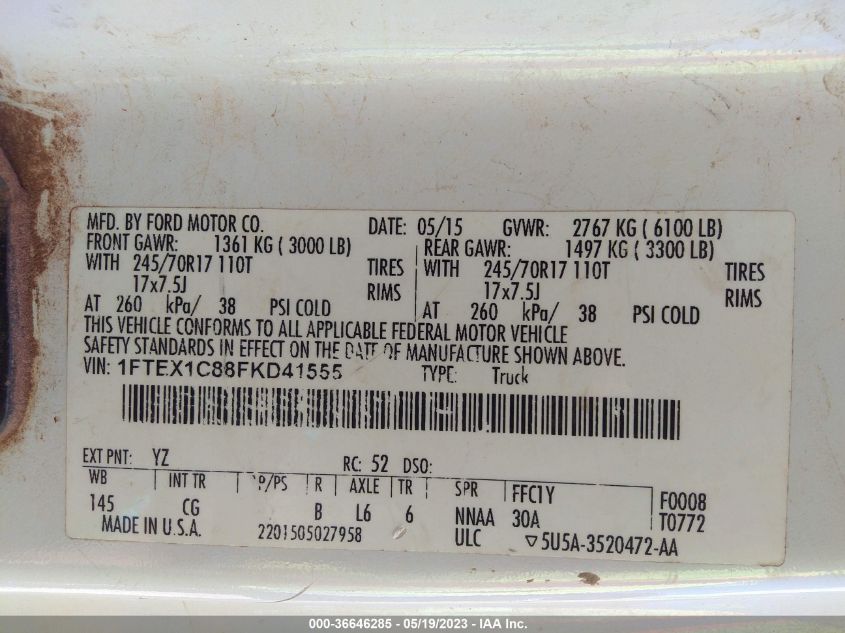 MFD. BY FORD MOTOR CO. DATE: 05/15 GVWR: 2767 KG ( 6100 LB)
FRONT GAWR: 1361 KG ( 3000 LB) REAR GAWR: 1497 KG ( 3300 LB)
WITH 245/70R17 110T TIRES WITH 245/70R17 110T TIRES
17x7.5J RIMS 17x7.5J RIMS
AT 260 kPa/ 38 PSI COLD AT 260 kPa/ 38 PSI COLD
THIS VEHICLE CONFORMS TO ALL APPLICABLE FEDERAL MOTOR VEHICLE
SAFETY STANDARDS IN EFFECT ON THE DATE OF MANUFACTURE SHOWN ABOVE.
VIN: 1FTEX1C88FKD41555 TYPE: Truck
EXT PNT: YZ RC: 52 DSO:
WB INT TR TP/PS R AXLE TR SPR FFC1Y F0008
145 CG B L6 6 NNAA 30A T0772
MADE IN U.S.A. 2201505027958 ULC ▽5U5A-3520472-AA
000-36646285 - 05/19/2023 - IAA Inc.